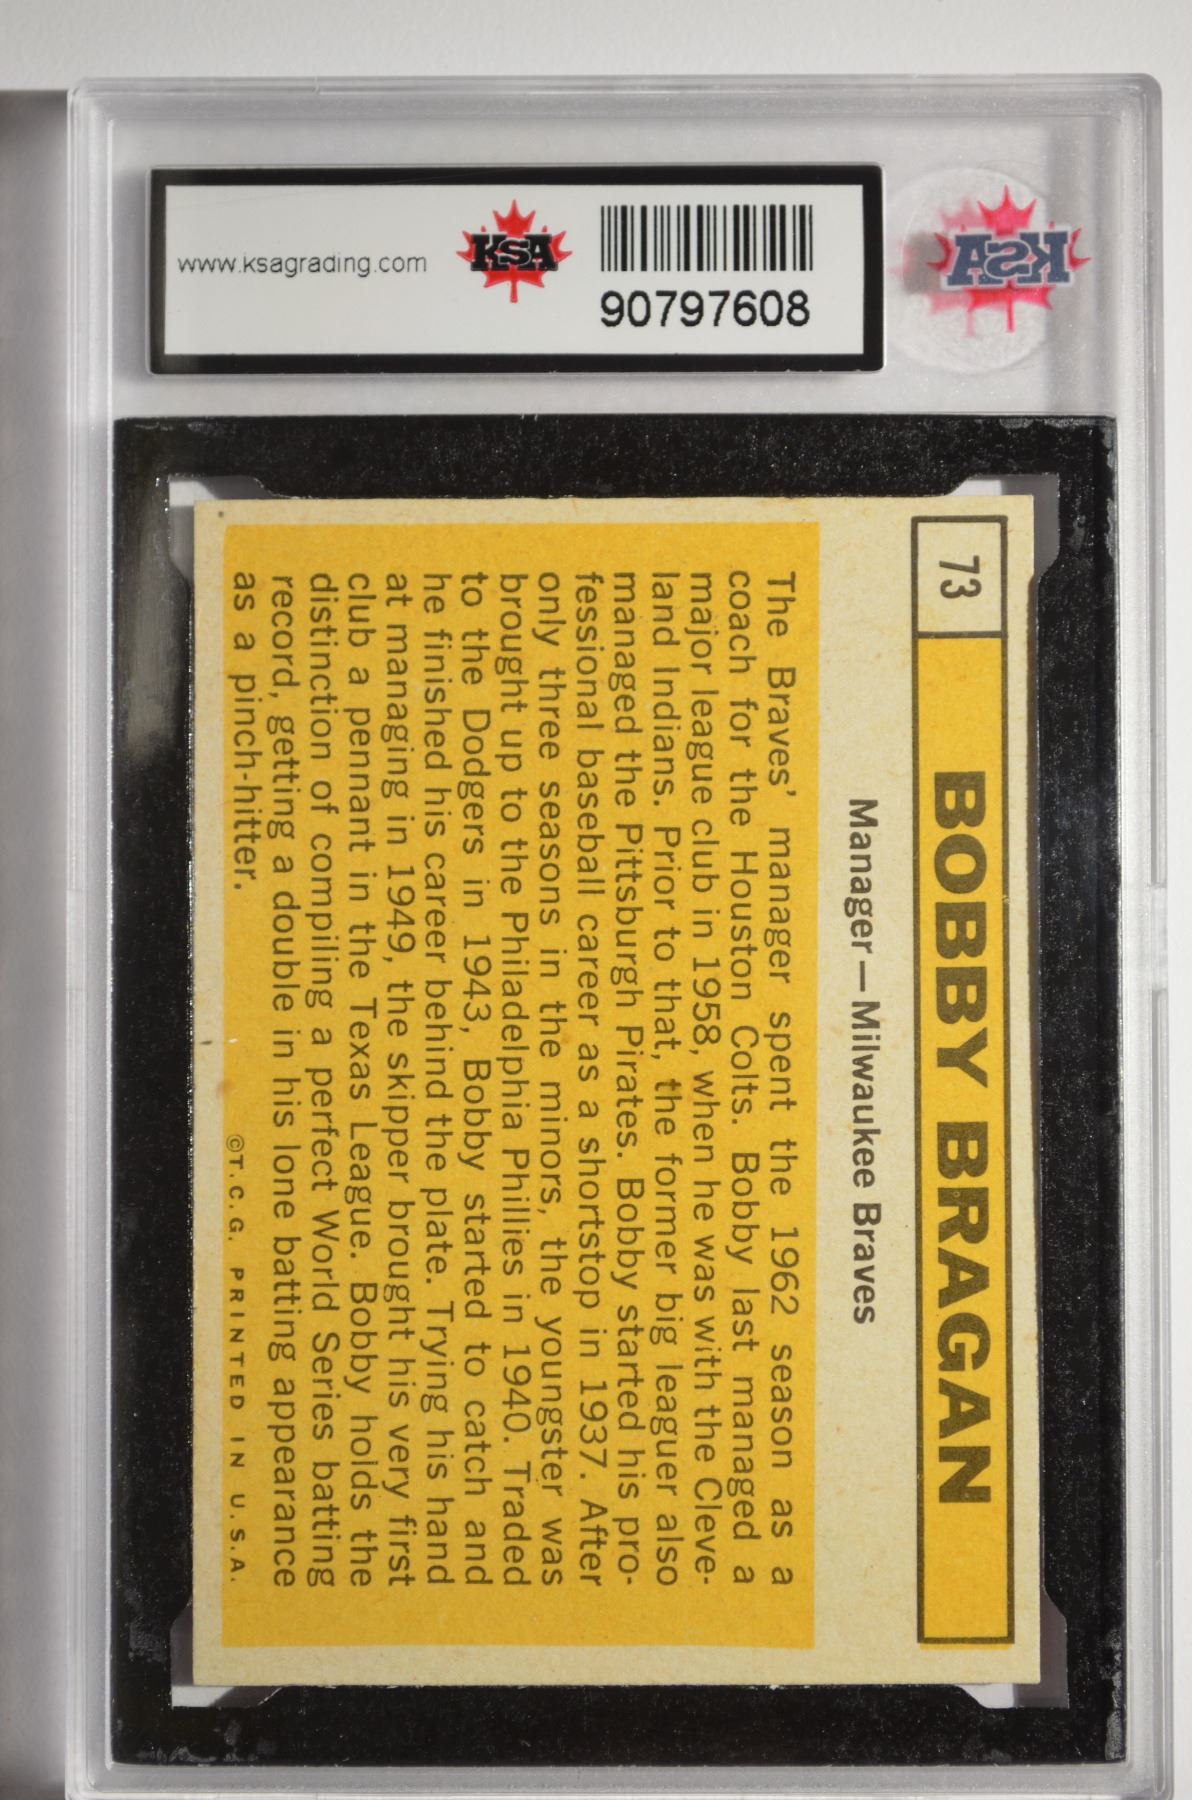 www.ksagrading.com
KSA
90797608
KSA
73
BOBBY BRAGAN
Manager—Milwaukee Braves
The Braves' manager spent the 1962 season as a
coach for the Houston Colts. Bobby last managed a
major league club in 1958, when he was with the Cleve-
land Indians. Prior to that, the former big leaguer also
managed the Pittsburgh Pirates. Bobby started his pro-
fessional baseball career as a shortstop in 1937. After
only three seasons in the minors, the youngster was
brought up to the Philadelphia Phillies in 1940. Traded
to the Dodgers in 1943, Bobby started to catch and
he finished his career behind the plate. Trying his hand
at managing in 1949, the skipper brought his very first
club a pennant in the Texas League. Bobby holds the
distinction of compiling a perfect World Series batting
record, getting a double in his lone batting appearance
as a pinch-hitter.
©T.C.G. PRINTED IN U.S.A.